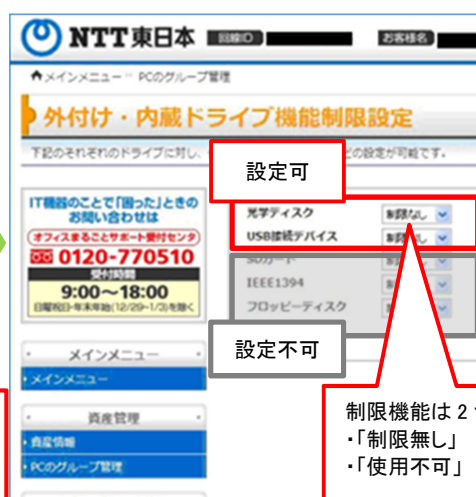 NTT東日本 回線ID お客様名
メインメニュー PCのグループ管理
外付け・内蔵ドライブ機能制限設定
下記のそれぞれのドライブに対し、
どの設定が可能です。
設定可
IT機器のことで「困った」ときの
お問い合わせは
オフィスまるごとサポート受付センタ
0120-770510
受付時間
9:00～18:00
日曜祝日・年末年始(12/29~1/3)を除く
光学ディスク 制限なし
USB接続デバイス
SDカード
IEEE1394
フロッピーディスク
設定不可
・ メインメニュー ・
メインメニュー
・ 資産管理 ・
資産情報
PCのグループ管理
制限機能は2
・「制限無し」
・「使用不可」